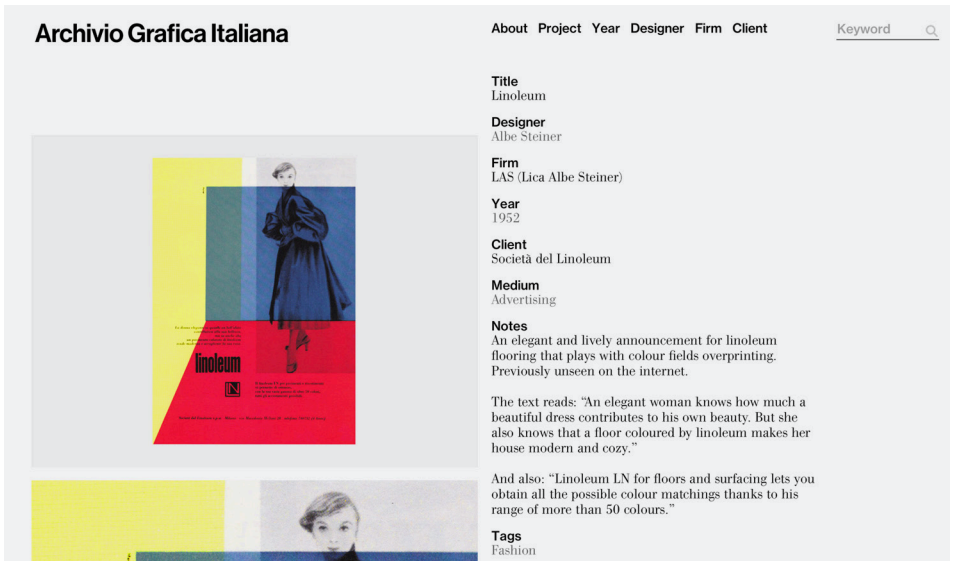 Archivio Grafica Italiana
About Project Year Designer Firm Client
Keyword
Title
Linoleum
Designer
Albe Steiner
Firm
LAS (Lica Albe Steiner)
Year
1952
Client
Società del Linoleum
Medium
Advertising
Notes
An elegant and lively announcement for linoleum
flooring that plays with colour fields overprinting.
Previously unseen on the internet.
The text reads: “An elegant woman knows how much a
beautiful dress contributes to his own beauty. But she
also knows that a floor coloured by linoleum makes her
house modern and cozy.”
And also: “Linoleum LN for floors and surfacing lets you
obtain all the possible colour matchings thanks to his
range of more than 50 colours.”
Tags
Fashion
linoleum